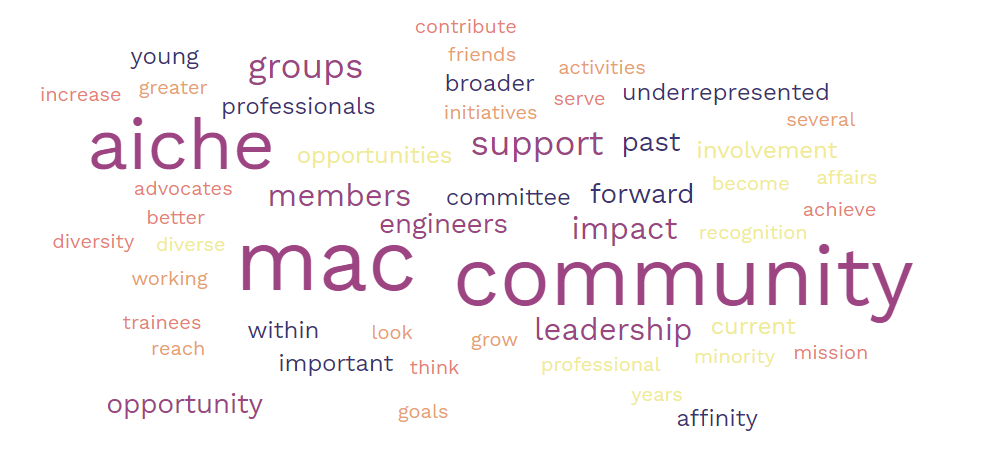 contribute
young groups friends activities
increase greater professionals broader serve underrepresented
initiatives several
aiche opportunities support past involvement
advocates members committee forward become affairs
better engineers impact recognition achieve
diversity diverse
working mac community
trainees within look grow leadership current
reach important think professional minority mission
opportunity goals years affinity